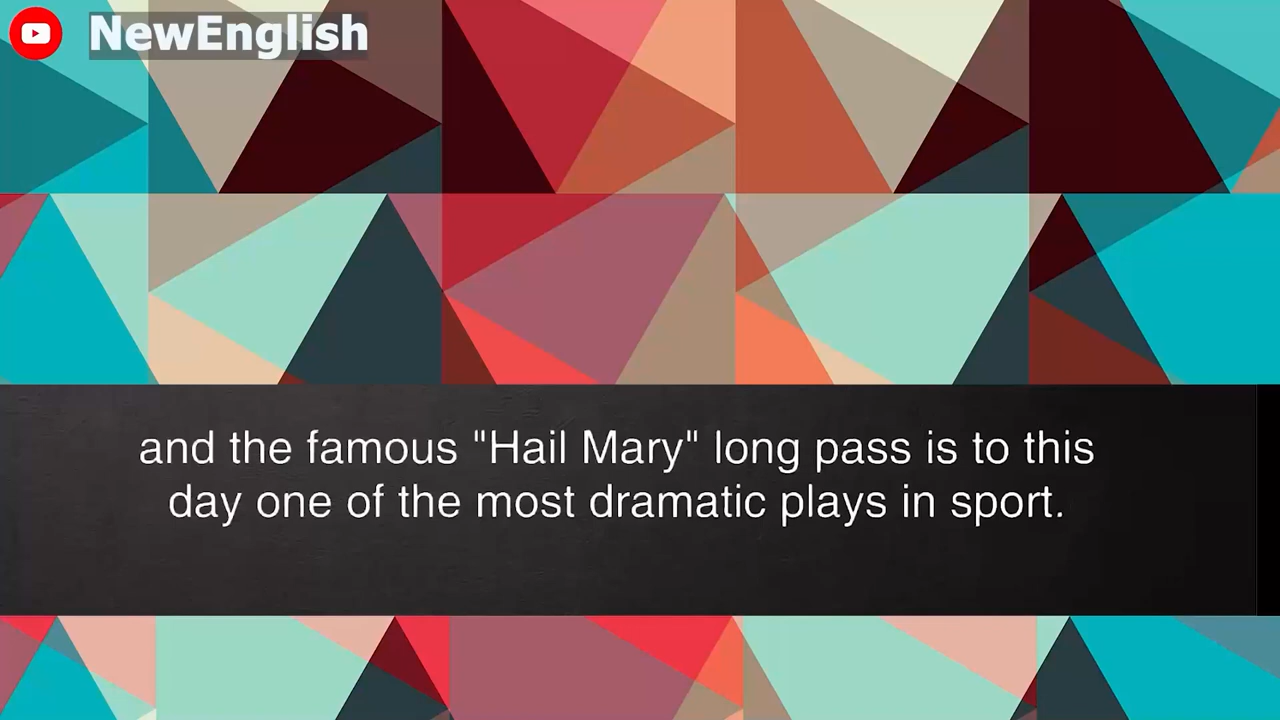 NewEnglish
and the famous "Hail Mary" long pass is to this
day one of the most dramatic plays in sport.